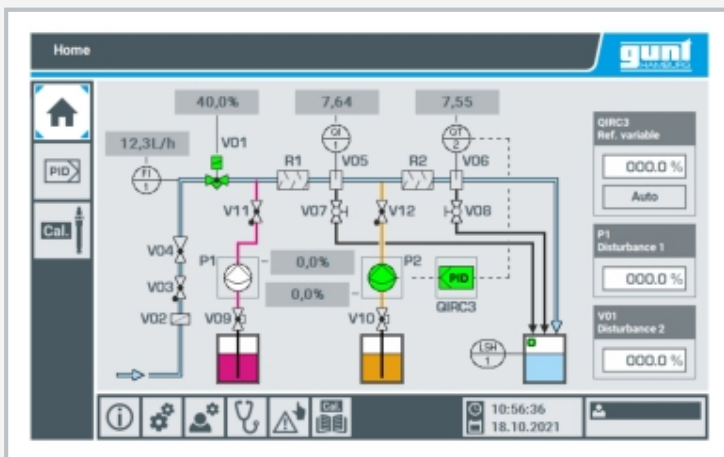 Home
gunt
HAMBURG
40,0%
7,64
7,55
12,3L/h
V01
QI
1
QT
2
FI
1
R1
V05
R2
V06
V11
V07
V12
V08
V04
V03
V02
P1
0,0%
P2
0,0%
PID
QIRC3
V09
V10
LSH
1
PID
Cal.
QIRC3
Ref. variable
000.0 %
Auto
P1
Disturbance 1
000.0 %
V01
Disturbance 2
000.0 %
Cal.
10:56:36
18.10.2021